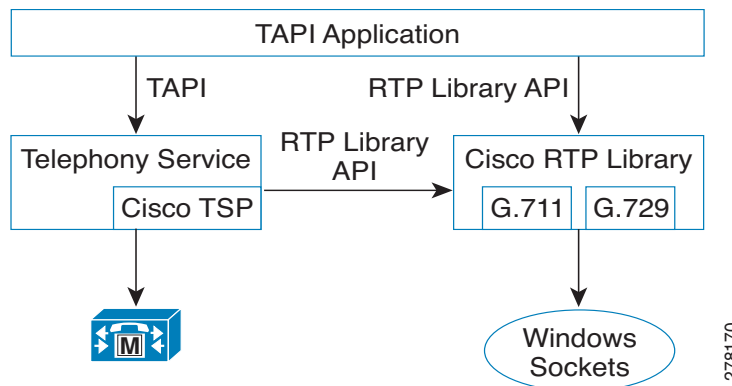 TAPI Application
TAPI
RTP Library API
Telephony Service
Cisco TSP
RTP Library
API
Cisco RTP Library
G.711
G.729
M
Windows
Sockets
278170